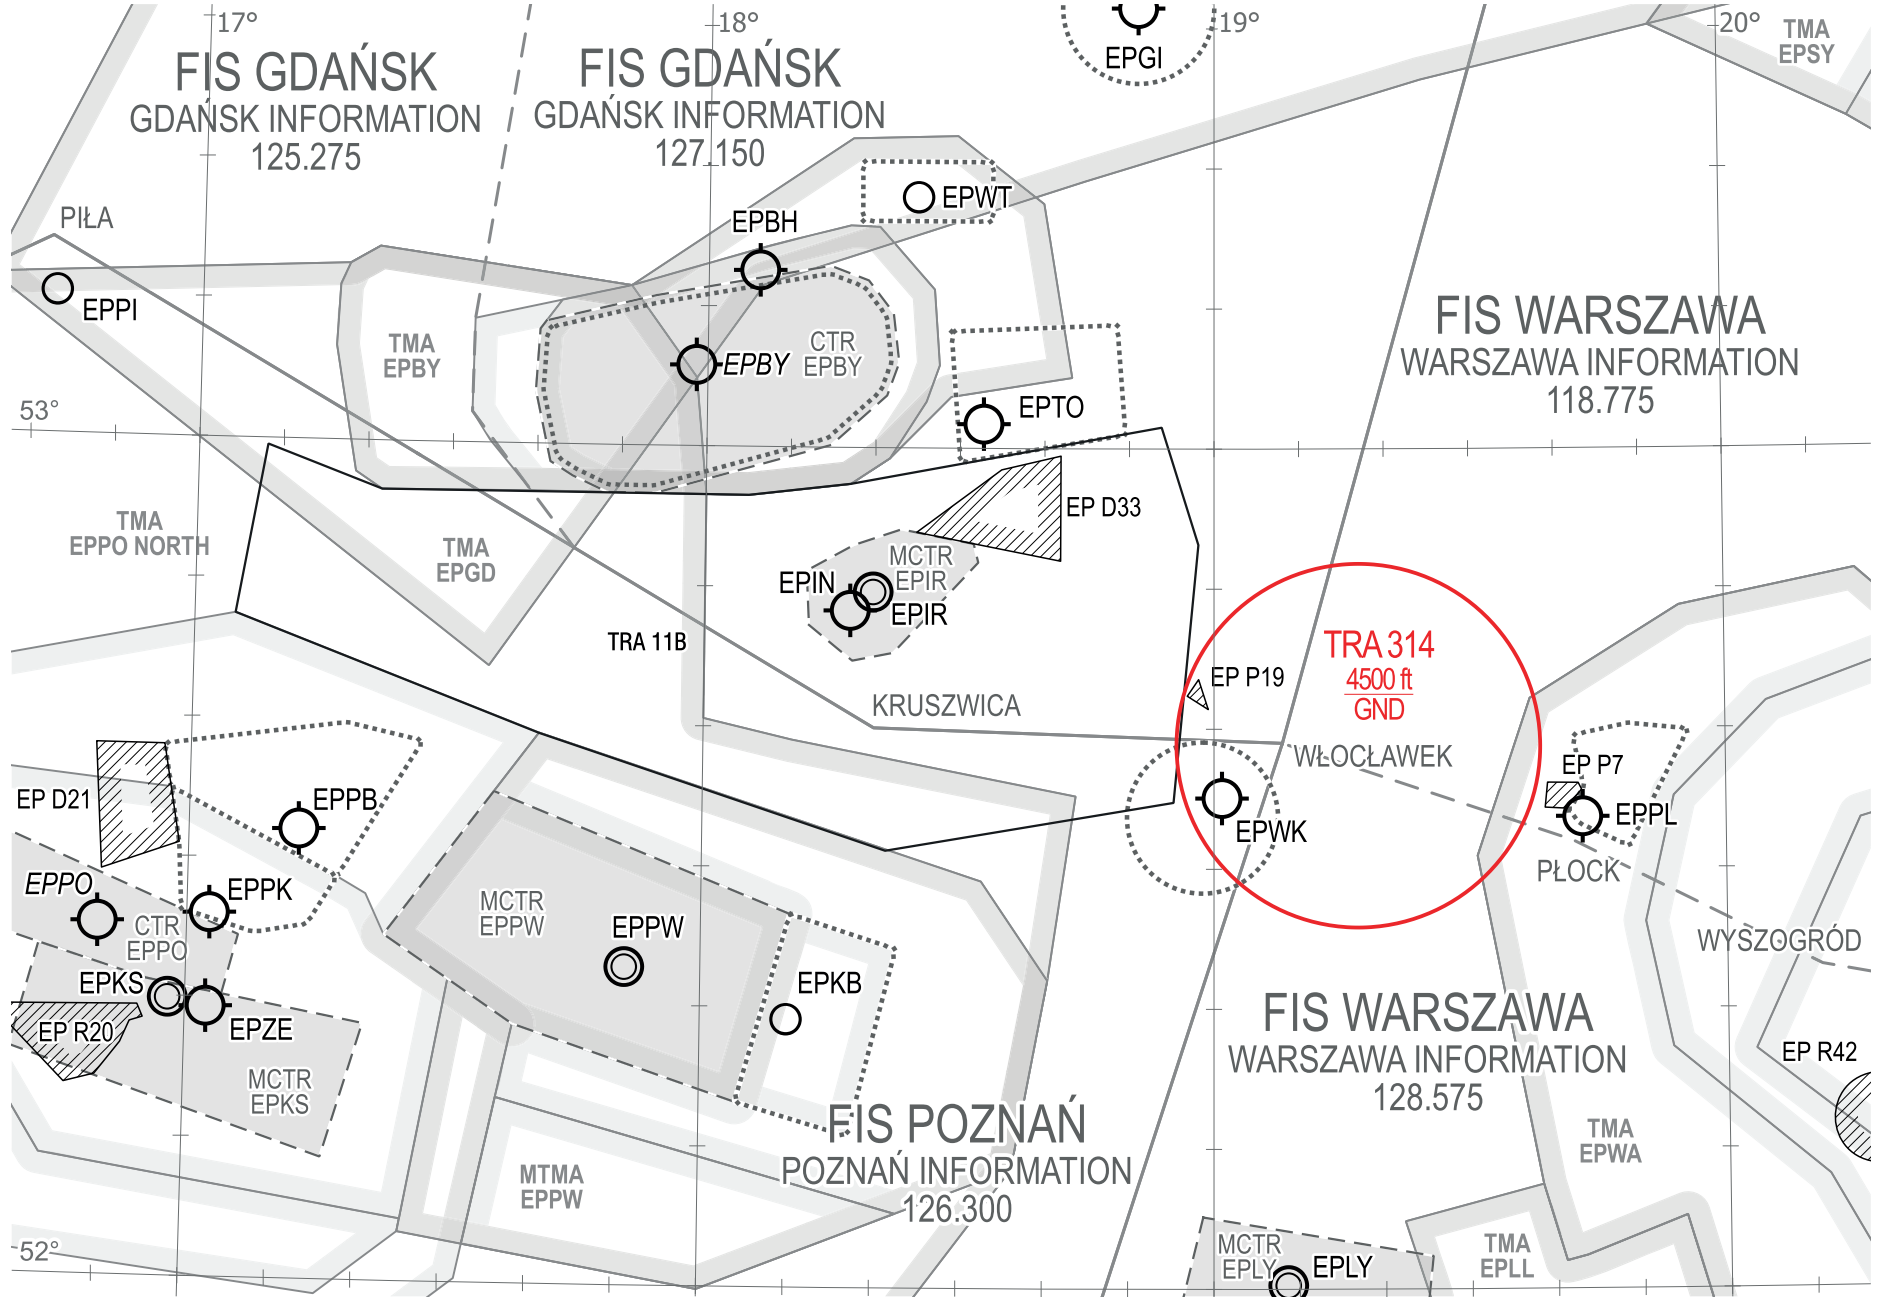 17°
18°
19°
20°
FIS GDAŃSK
GDAŃSK INFORMATION
125.275
FIS GDAŃSK
GDAŃSK INFORMATION
127.150
EPGI
TMA
EPSY
PIŁA
EPPI
EPWT
EPBH
TMA
EPBY
EPBY
CTR
EPBY
EPTO
FIS WARSZAWA
WARSZAWA INFORMATION
118.775
53°
TMA
EPPO NORTH
TMA
EPGD
EP D33
MCTR
EPIR
EPIN
EPIR
TRA 11B
KRUSZWICA
EP P19
TRA 314
4500 ft
GND
WŁOCŁAWEK
EPWK
EP P7
EPPL
PŁOCK
WYSZOGRÓD
EP D21
EPPB
EPPO
EPPK
CTR
EPPO
EPKS
EPZE
EP R20
MCTR
EPKS
MCTR
EPPW
EPPW
EPKB
MTMA
EPPW
FIS POZNAŃ
POZNAŃ INFORMATION
126.300
FIS WARSZAWA
WARSZAWA INFORMATION
128.575
EP R42
TMA
EPWA
52°
MCTR
EPLY
EPLY
TMA
EPLL